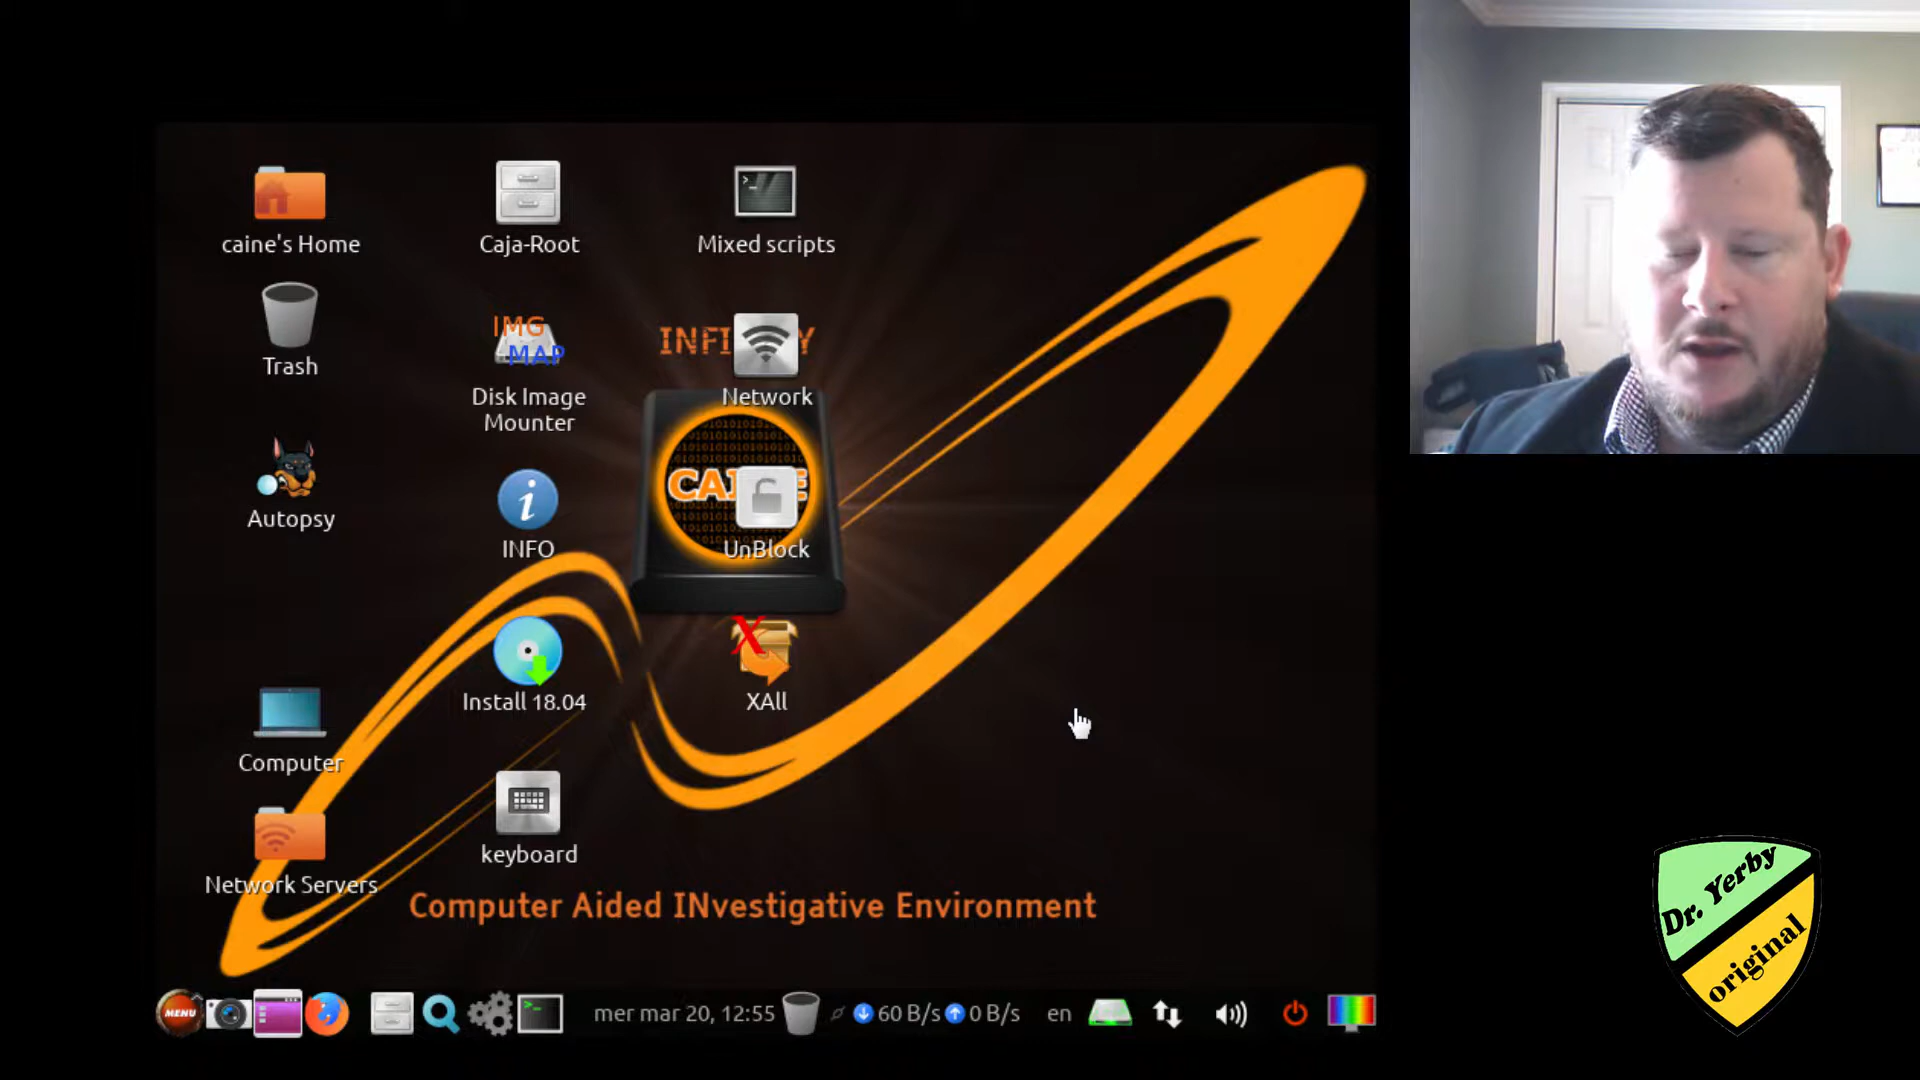 caine's Home
Caja-Root
Mixed scripts
Trash
IMG
MAP
Disk Image
Mounter
INFI Y
Network
Autopsy
INFO
CAI E
UnBlock
Install 18.04
X
XAll
Computer
keyboard
Network Servers
Computer Aided INvestigative Environment
MENU
mer mar 20, 12:55
60 B/s
0 B/s
en
Dr. Yerby
original